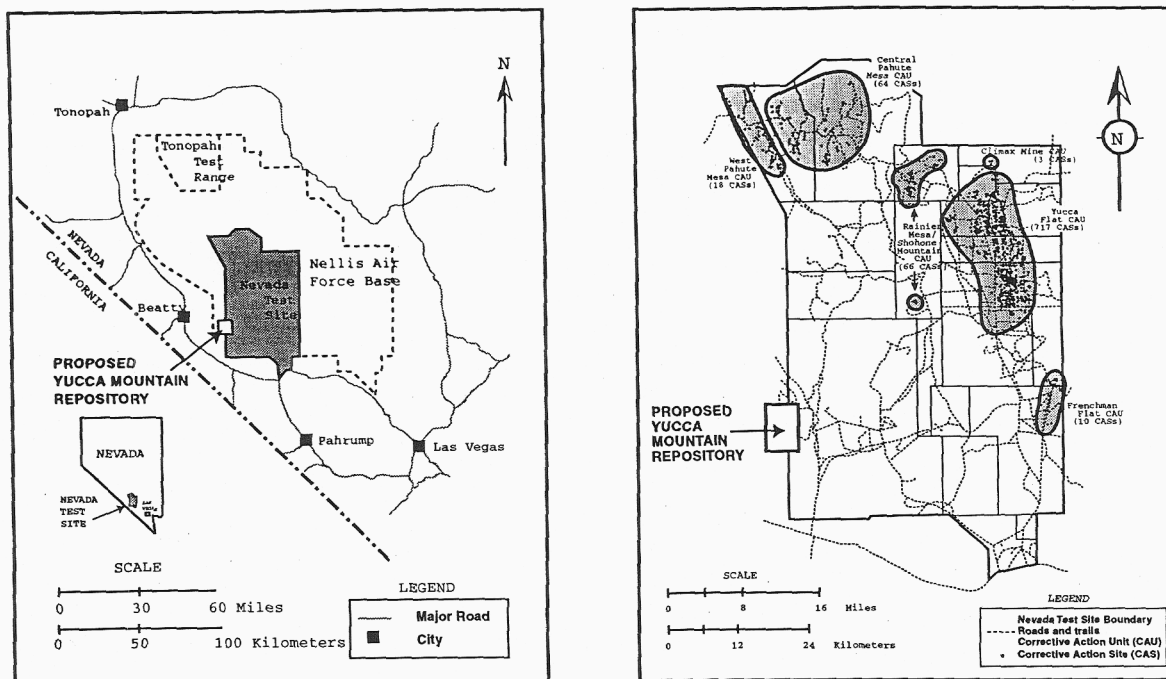 N
Tonopah
Tonopah
Test
Range
NEVADA
CALIFORNIA
Nellis Air
Force Base
Nevada
Test
Site
Beatty
PROPOSED
YUCCA MOUNTAIN
REPOSITORY
Pahrump
Las Vegas
NEVADA
NEVADA
TEST
SITE
SCALE
0 30 60 Miles
0 50 100 Kilometers
LEGEND
Major Road
City
Central
Pahute
Mesa CAU
(64 CASs)
N
West
Pahute
Mesa CAU
(18 CASs)
Climax Mine CAU
(3 CASs)
Yucca
Flat CAU
(717 CASs)
Rainier
Mesa/
Shohone
Mountain
CAU
(66 CASs)
Frenchman
Flat CAU
(10 CASs)
PROPOSED
YUCCA
MOUNTAIN
REPOSITORY
SCALE
0 8 16 Miles
0 12 24 Kilometers
LEGEND
Nevada Test Site Boundary
Roads and trails
Corrective Action Unit (CAU)
Corrective Action Site (CAS)